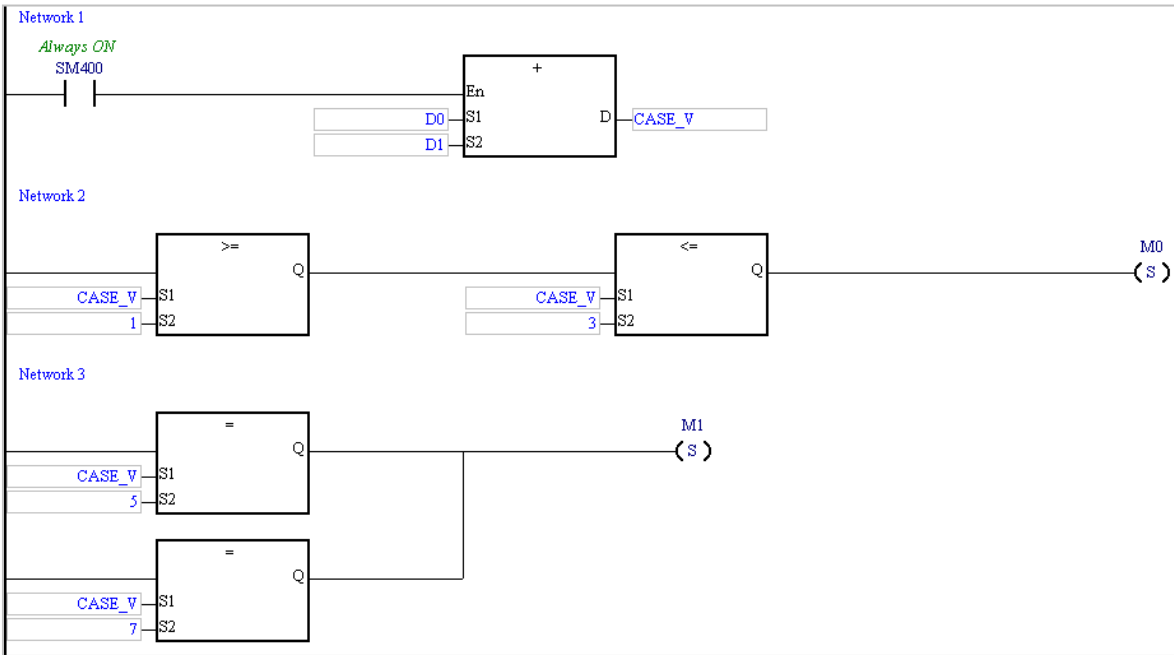 Network 1
Always ON
SM400
+
En
D0 S1 D CASE_V
D1 S2
Network 2
>= <= M0
Q Q ( S )
CASE_V S1 CASE_V S1
1 S2 3 S2
Network 3
= M1
Q ( S )
CASE_V S1
5 S2
=
Q
CASE_V S1
7 S2